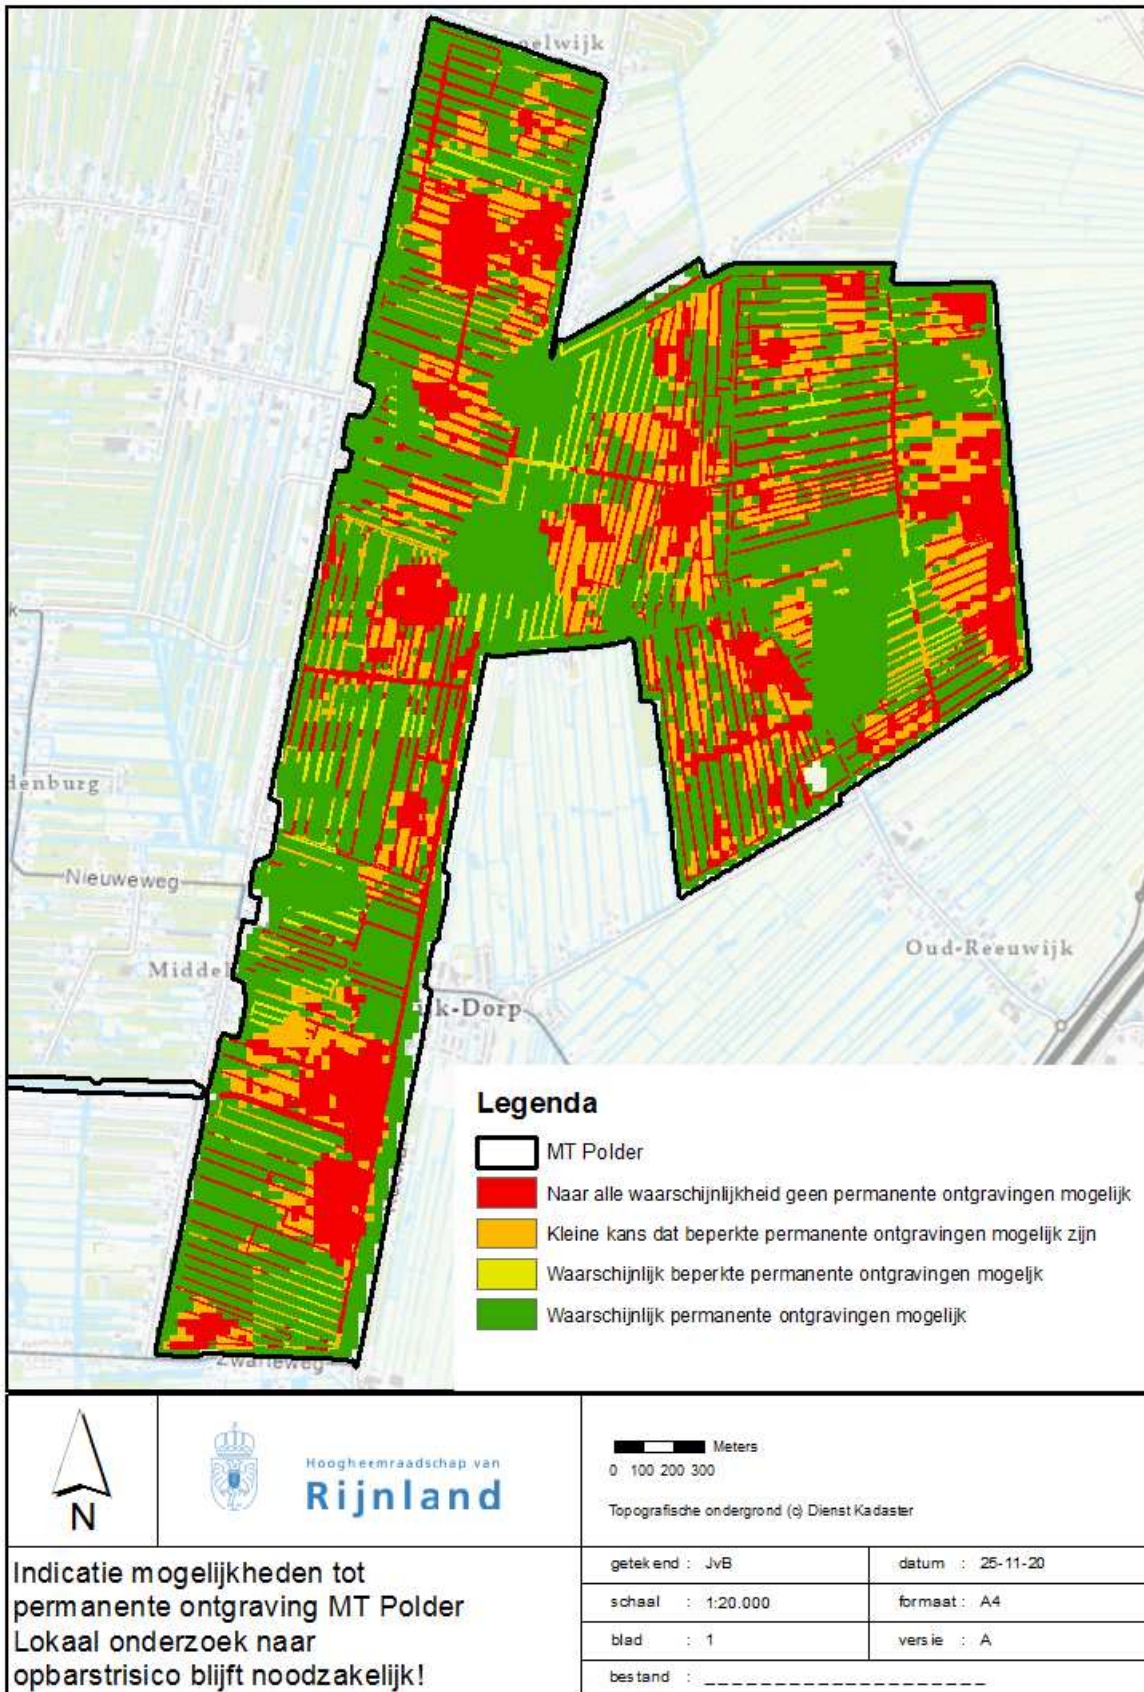 elwijk
k
denburg
Nieuweweg
Middel
k-Dorp
Oud-Reeuwijk
Zwarteweg
Legenda
MT Polder
Naar alle waarschijnlijkheid geen permanente ontgravingen mogelijk
Kleine kans dat beperkte permanente ontgravingen mogelijk zijn
Waarschijnlijk beperkte permanente ontgravingen mogeljk
Waarschijnlijk permanente ontgravingen mogelijk
N
Hoogheemraadschap van
Rijnland
Meters
0 100 200 300
Topografische ondergrond (c) Dienst Kadaster
Indicatie mogelijkheden tot
permanente ontgraving MT Polder
Lokaal onderzoek naar
opbarstrisico blijft noodzakelijk!
getekend : JvB
datum : 25-11-20
schaal : 1:20.000
formaat : A4
blad : 1
versie : A
bestand : _ _ _ _ _ _ _ _ _ _ _ _ _ _ _ _ _ _ _ _